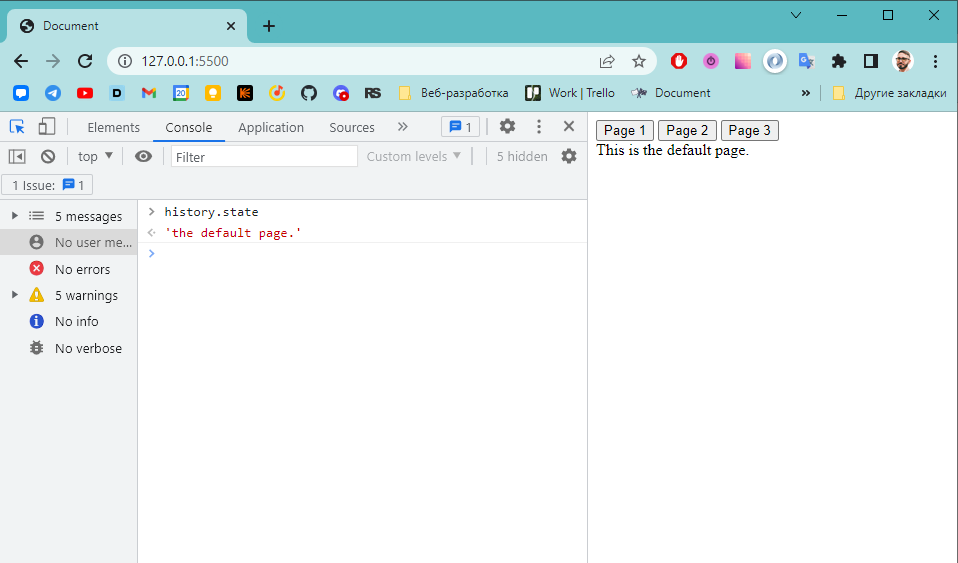 Document
127.0.0.1:5500
20 D RS Веб-разработка Work | Trello Document » Другие закладки
Elements Console Application Sources » 1
top Filter Custom levels 5 hidden
1 Issue: 1
5 messages
No user me...
No errors
5 warnings
No info
No verbose
> history.state
'the default page.'
>
Page 1 Page 2 Page 3
This is the default page.